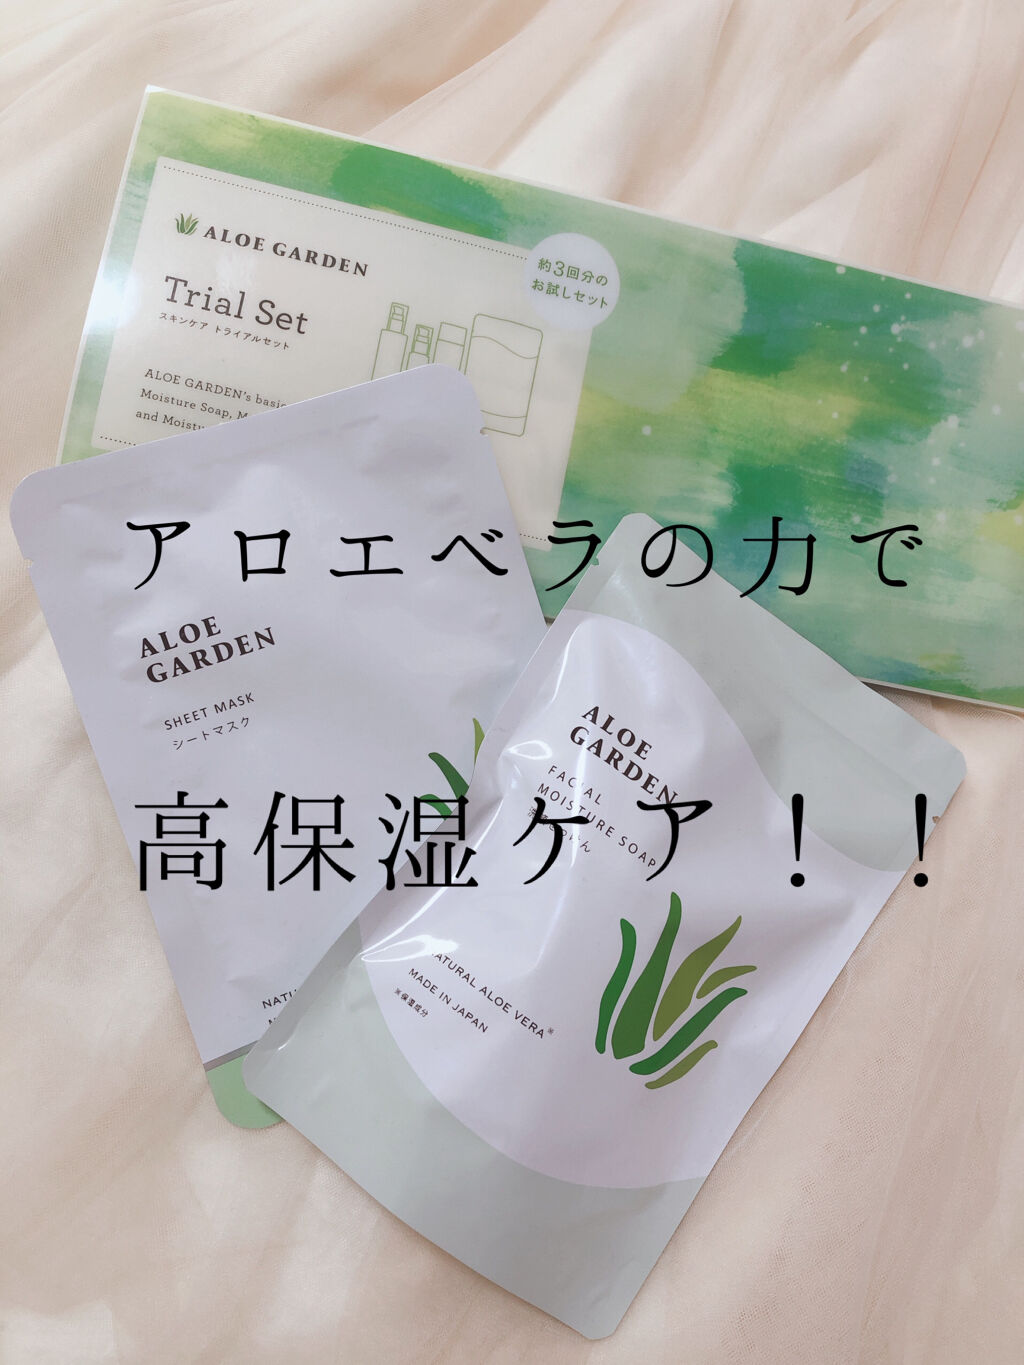 ALOE GARDEN
Trial Set
スキンケア トライアルセット
約3回分の
お試しセット
ALOE GARDEN's basic
Moisture Soap,
and
アロエベラの力で
ALOE
GARDEN
SHEET MASK
シートマスク
ALOE
GARDEN
FACIAL
MOISTURE SOAP
高保湿ケア！！
NATURAL ALOE VERA※
MADE IN JAPAN
※保湿成分